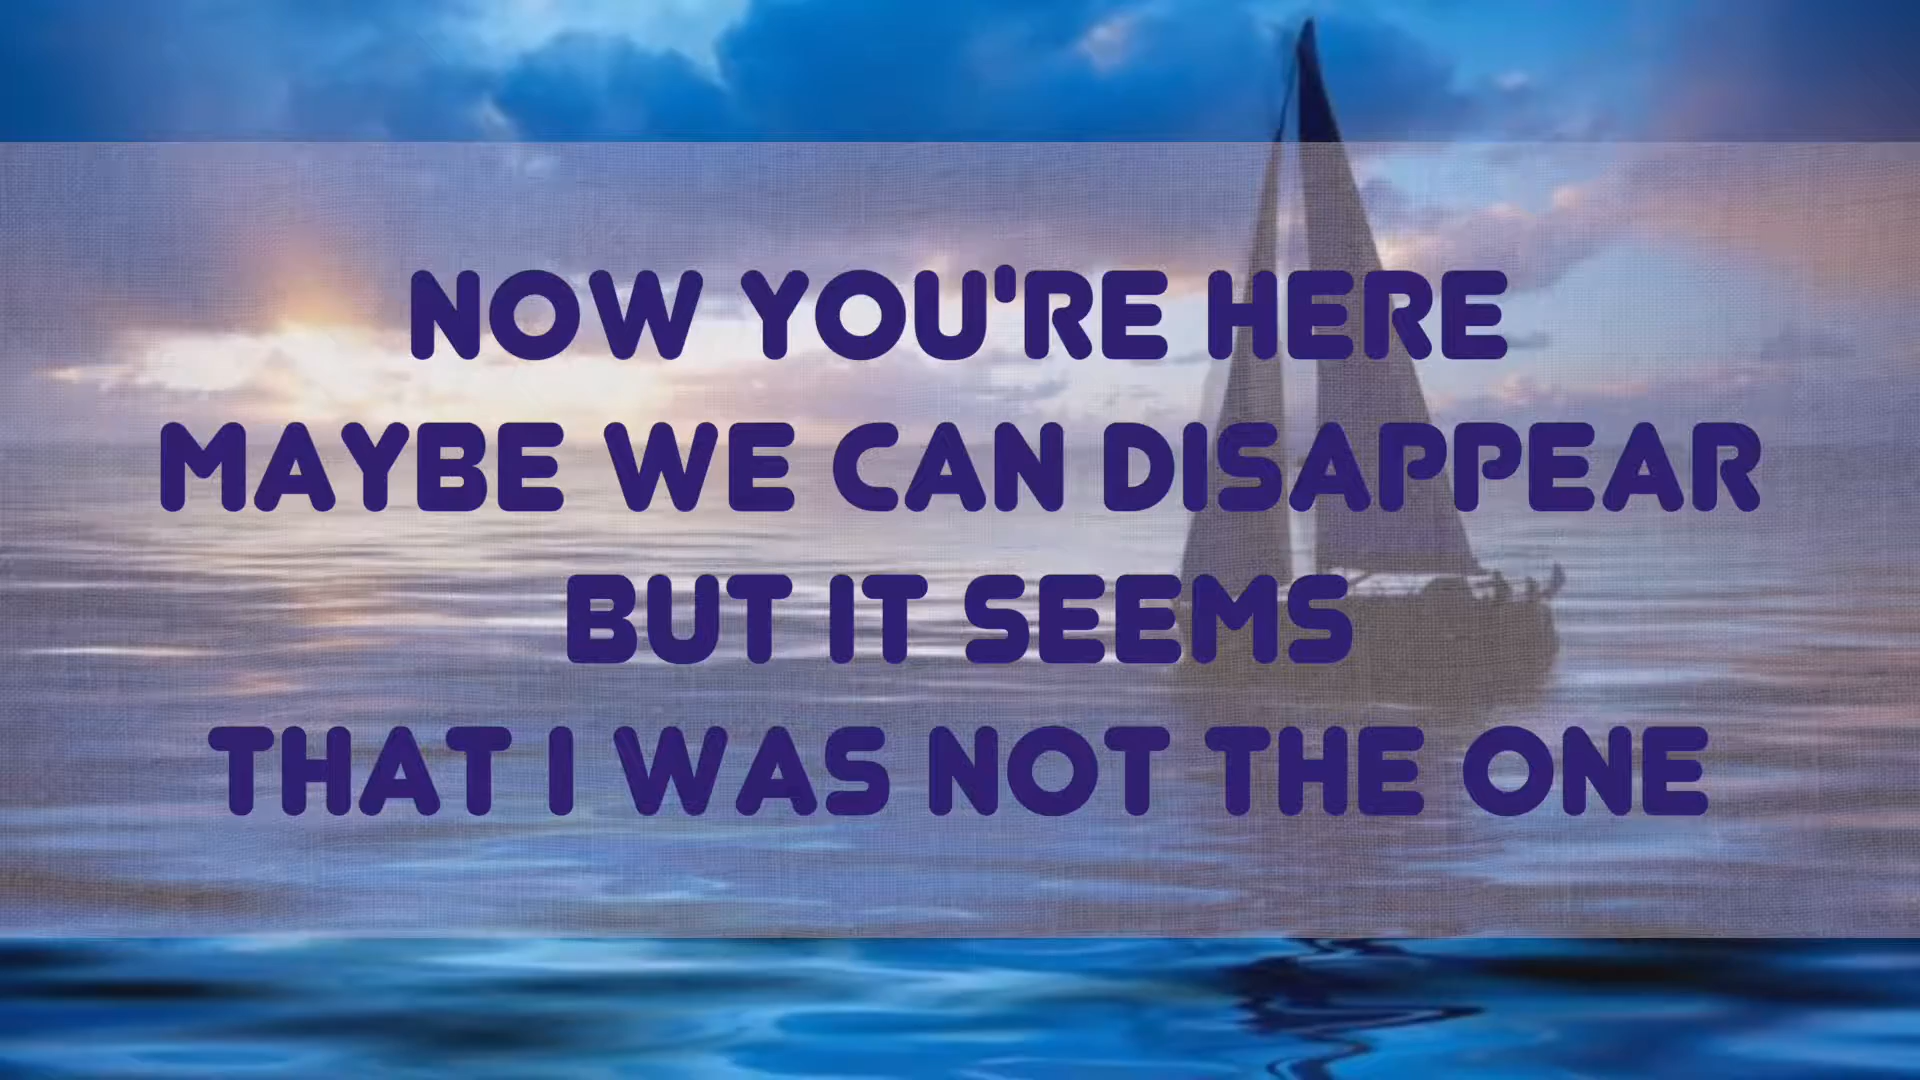 NOW YOU'RE HERE
MAYBE WE CAN DISAPPEAR
BUT IT SEEMS
THAT I WAS NOT THE ONE